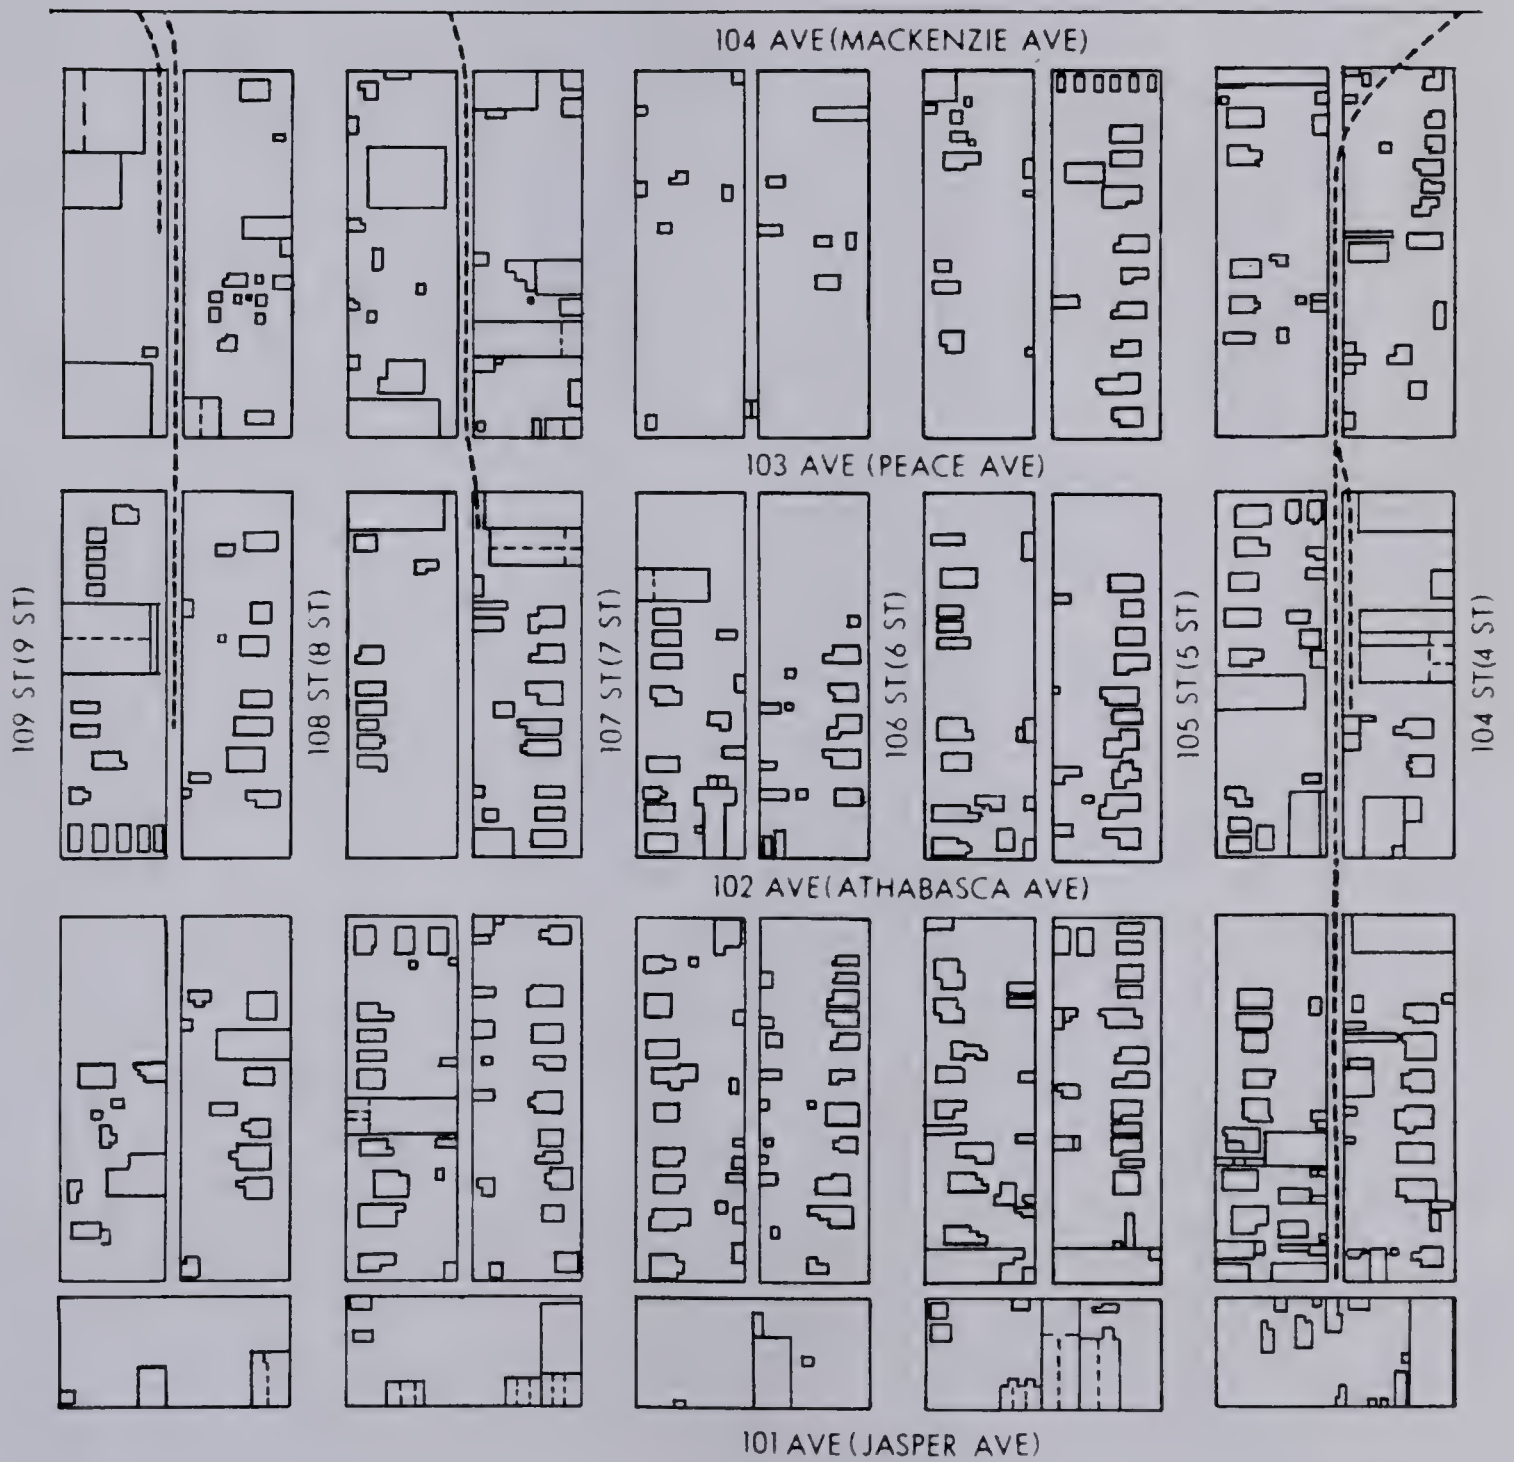 104 AVE (MACKENZIE AVE)
103 AVE (PEACE AVE)
109 ST (9 ST)
108 ST (8 ST)
107 ST (7 ST)
106 ST (6 ST)
105 ST (5 ST)
104 ST (4 ST)
102 AVE (ATHABASCA AVE)
101 AVE (JASPER AVE)